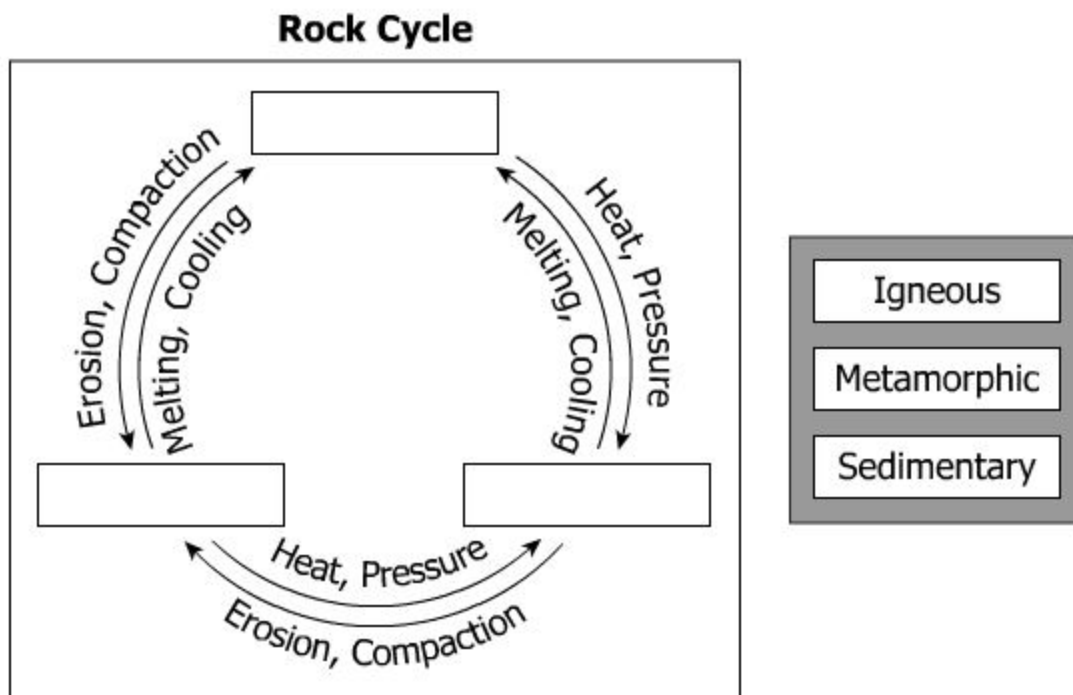 Rock Cycle
Erosion, Compaction
Melting, Cooling
Melting, Cooling
Heat, Pressure
Heat, Pressure
Erosion, Compaction
Igneous
Metamorphic
Sedimentary